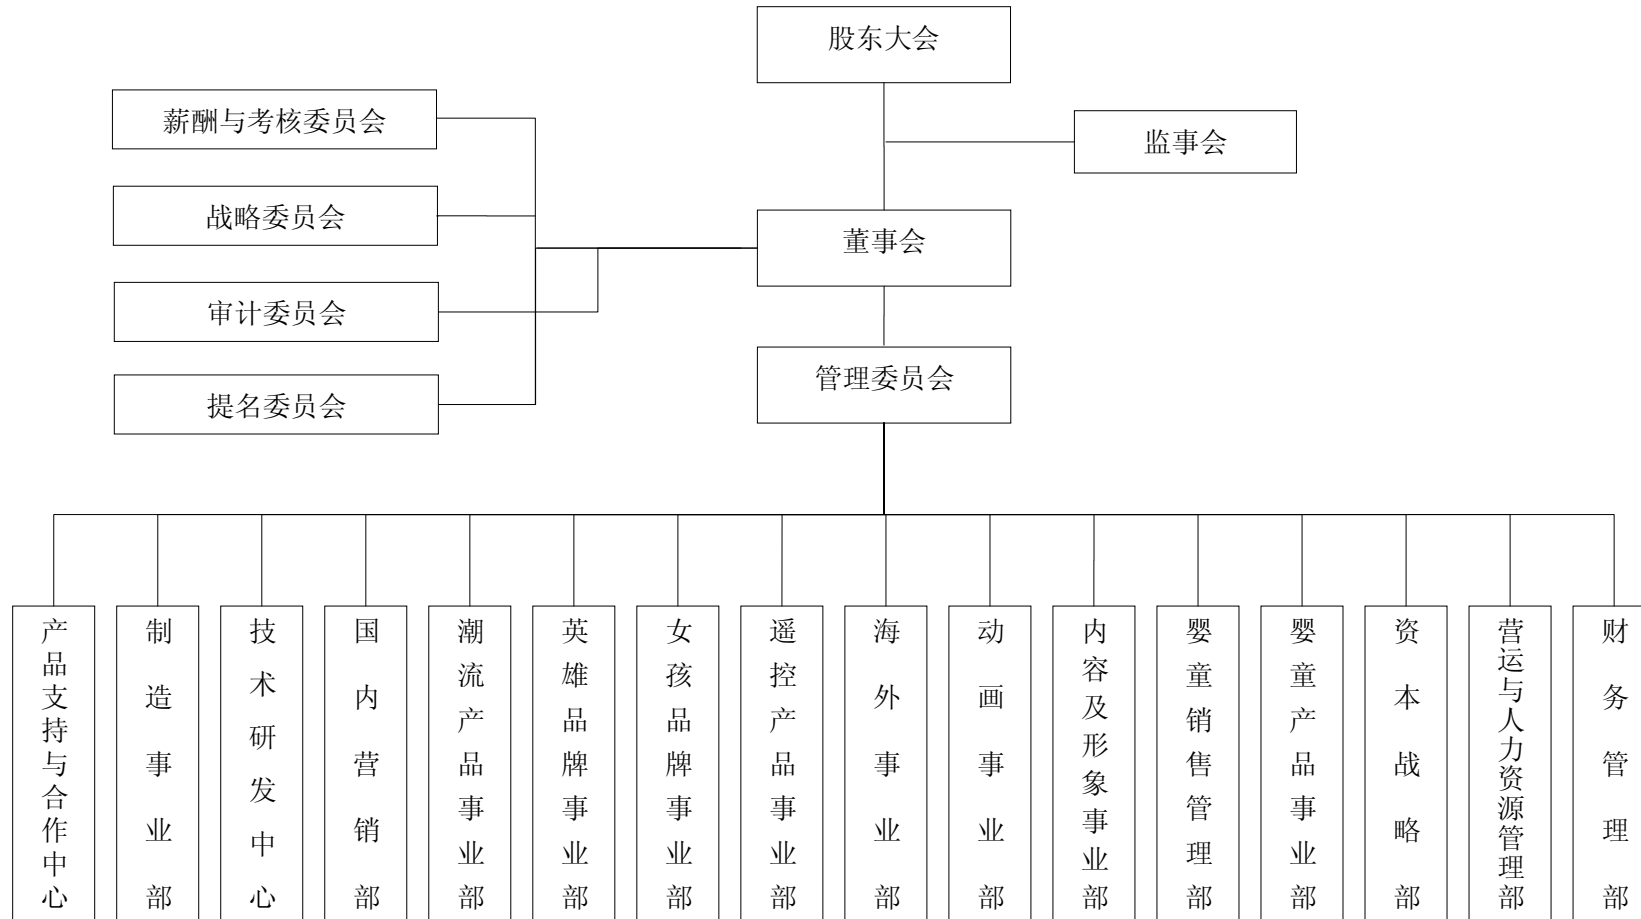 股东大会
薪酬与考核委员会
监事会
战略委员会
董事会
审计委员会
管理委员会
提名委员会
产品支持与合作中心
制造事业部
技术研发中心
国内营销部
潮流产品事业部
英雄品牌事业部
女孩品牌事业部
遥控产品事业部
海外事业部
动画事业部
内容及形象事业部
婴童销售管理部
婴童产品事业部
资本战略部
营运与人力资源管理部
财务管理部